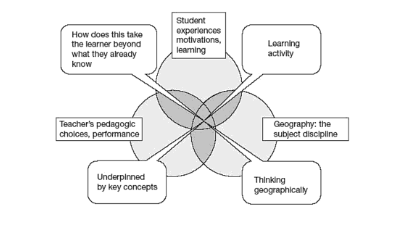 Student
experiences
motivations,
learning
How does this take
the learner beyond
what they already
know
Learning
activity
Teacher's pedagogic
choices, performance
Geography: the
subject discipline
Underpinned
by key concepts
Thinking
geographically